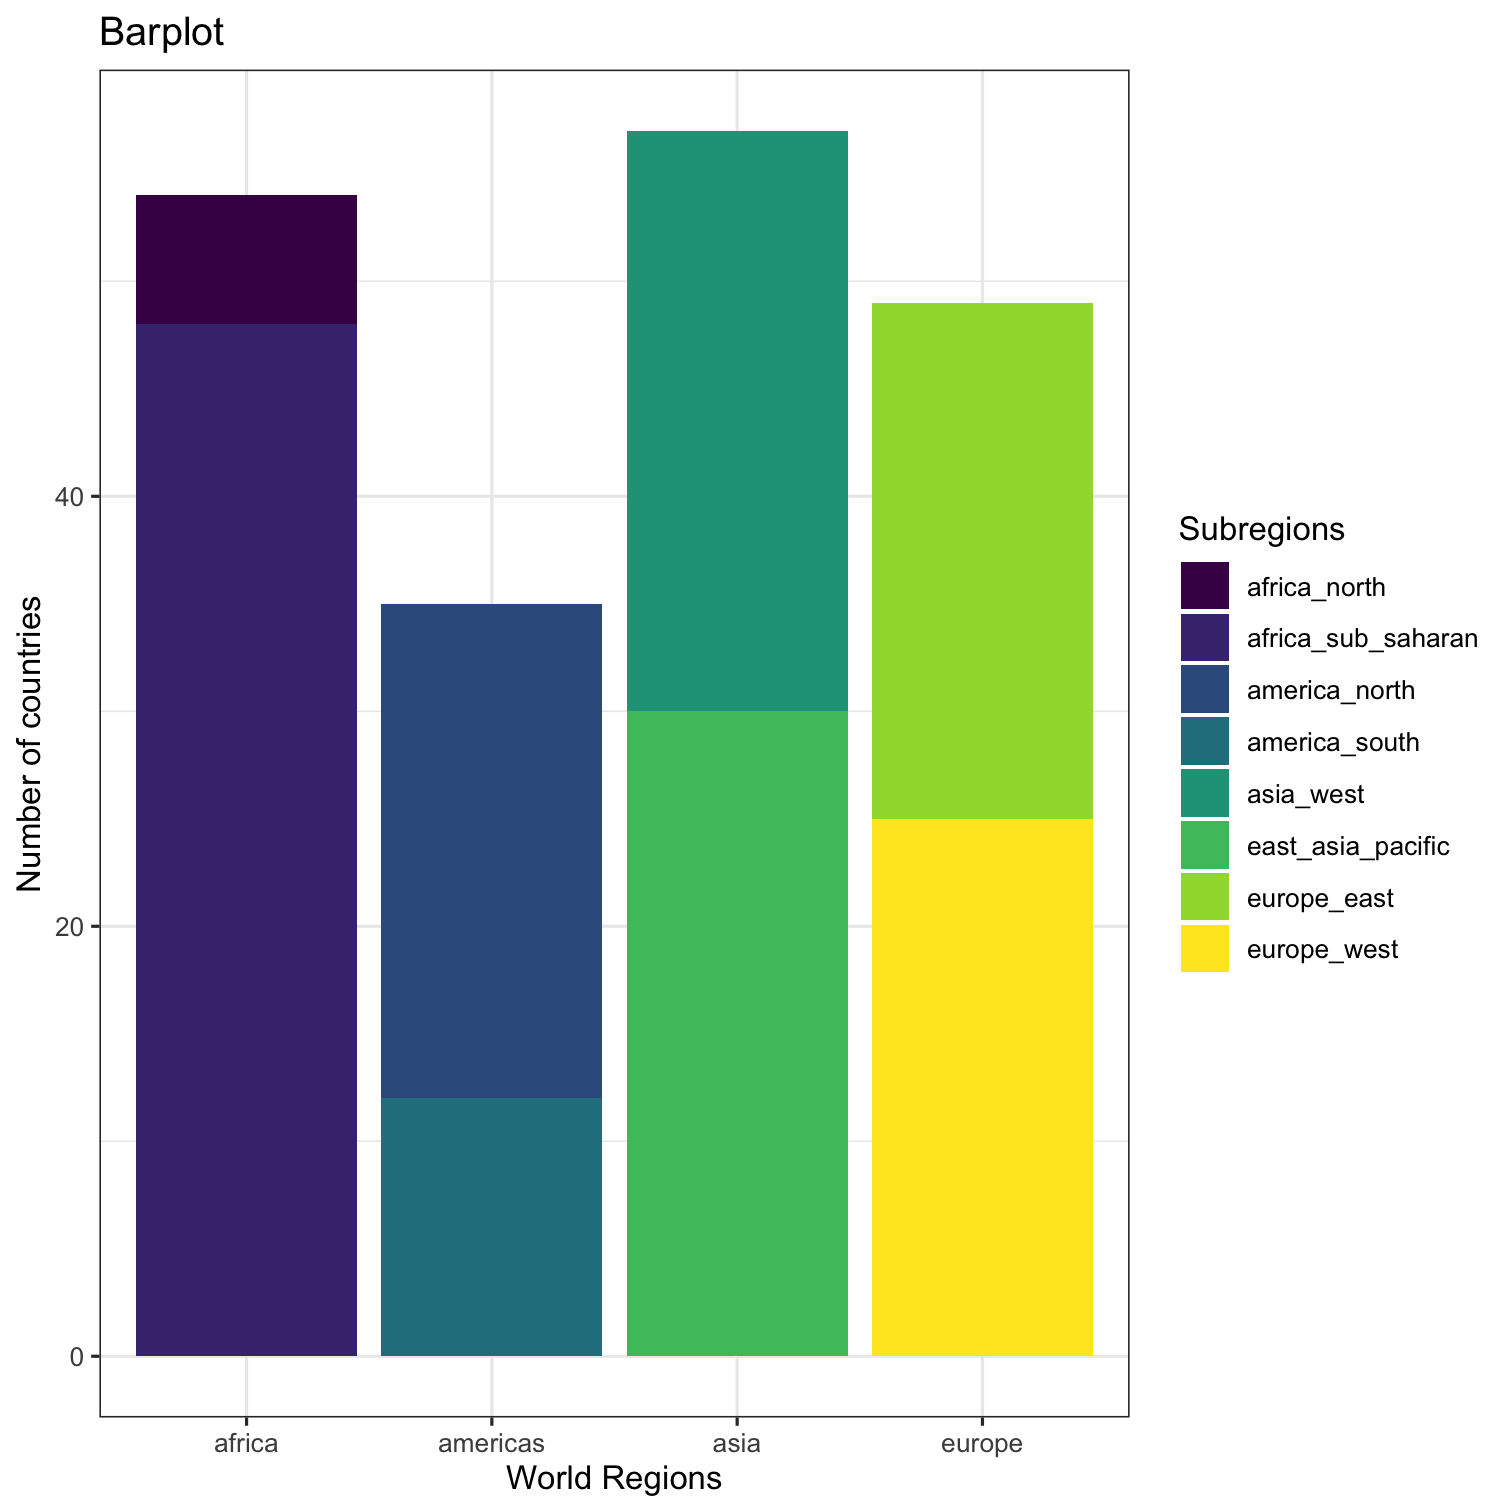 Barplot
Number of countries
40
20
0
africa
americas
asia
europe
World Regions
Subregions
africa_north
africa_sub_saharan
america_north
america_south
asia_west
east_asia_pacific
europe_east
europe_west